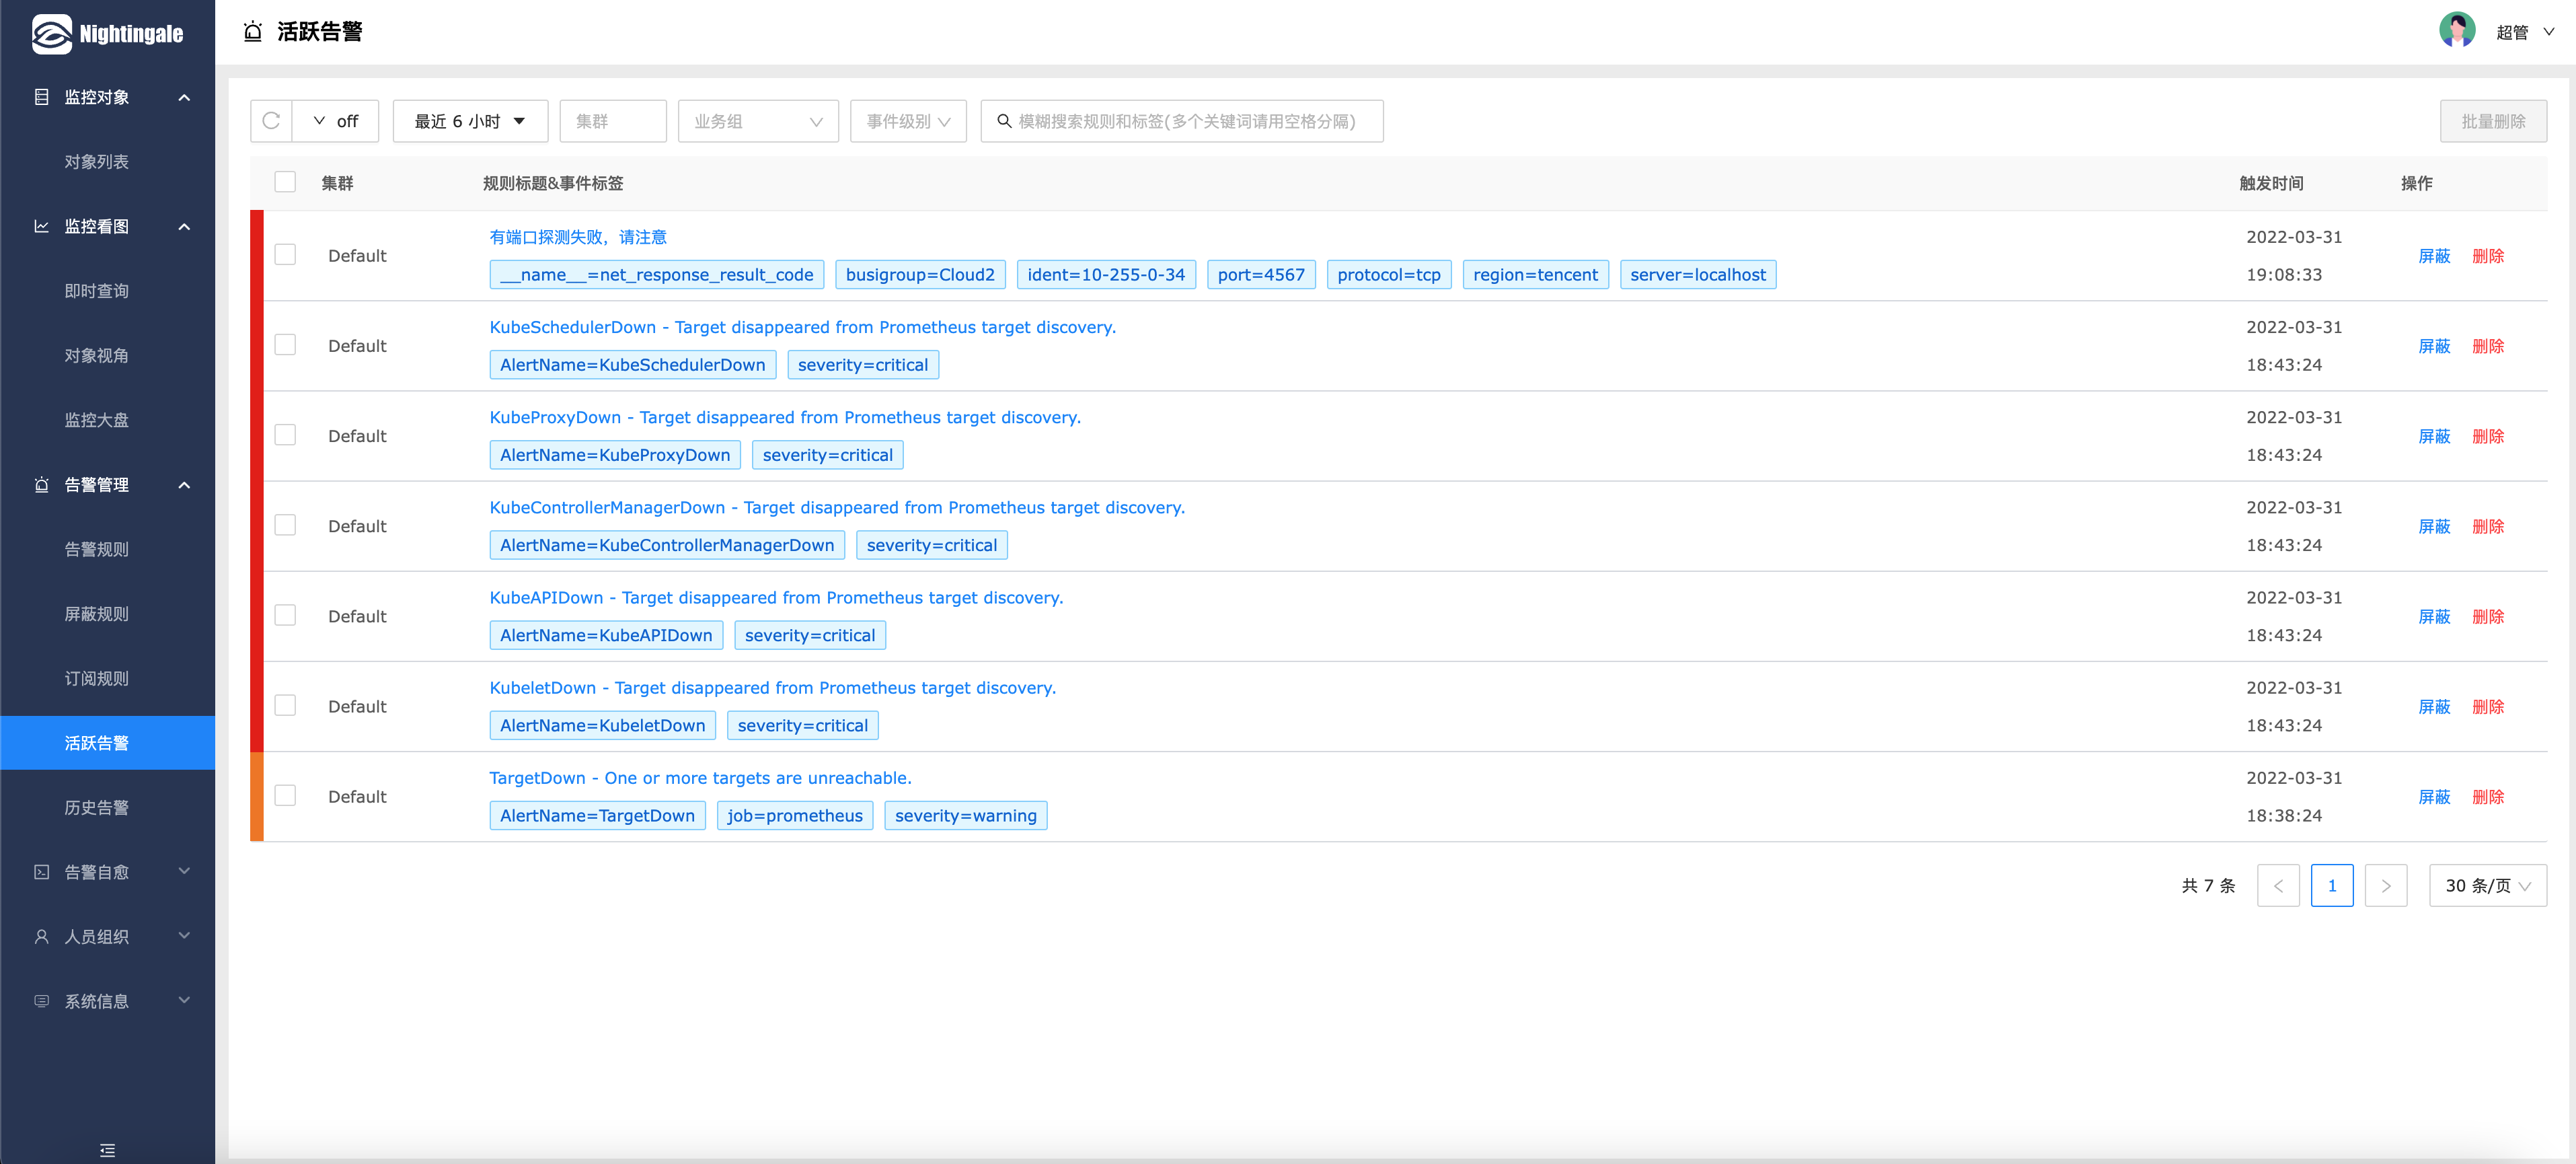 Nightingale
监控对象
对象列表
监控看图
即时查询
对象视角
监控大盘
告警管理
告警规则
屏蔽规则
订阅规则
活跃告警
历史告警
告警自愈
人员组织
系统信息
活跃告警
超管
off 最近 6 小时 集群 业务组 事件级别 模糊搜索规则和标签(多个关键词请用空格分隔) 批量删除
集群 规则标题&事件标签 触发时间 操作
有端口探测失败，请注意 2022-03-31
Default 屏蔽 删除
__name__=net_response_result_code busigroup=Cloud2 ident=10-255-0-34 port=4567 protocol=tcp region=tencent server=localhost 19:08:33
KubeSchedulerDown - Target disappeared from Prometheus target discovery. 2022-03-31
Default 屏蔽 删除
AlertName=KubeSchedulerDown severity=critical 18:43:24
KubeProxyDown - Target disappeared from Prometheus target discovery. 2022-03-31
Default 屏蔽 删除
AlertName=KubeProxyDown severity=critical 18:43:24
KubeControllerManagerDown - Target disappeared from Prometheus target discovery. 2022-03-31
Default 屏蔽 删除
AlertName=KubeControllerManagerDown severity=critical 18:43:24
KubeAPIDown - Target disappeared from Prometheus target discovery. 2022-03-31
Default 屏蔽 删除
AlertName=KubeAPIDown severity=critical 18:43:24
KubeletDown - Target disappeared from Prometheus target discovery. 2022-03-31
Default 屏蔽 删除
AlertName=KubeletDown severity=critical 18:43:24
TargetDown - One or more targets are unreachable. 2022-03-31
Default 屏蔽 删除
AlertName=TargetDown job=prometheus severity=warning 18:38:24
共 7 条 < 1 > 30 条/页